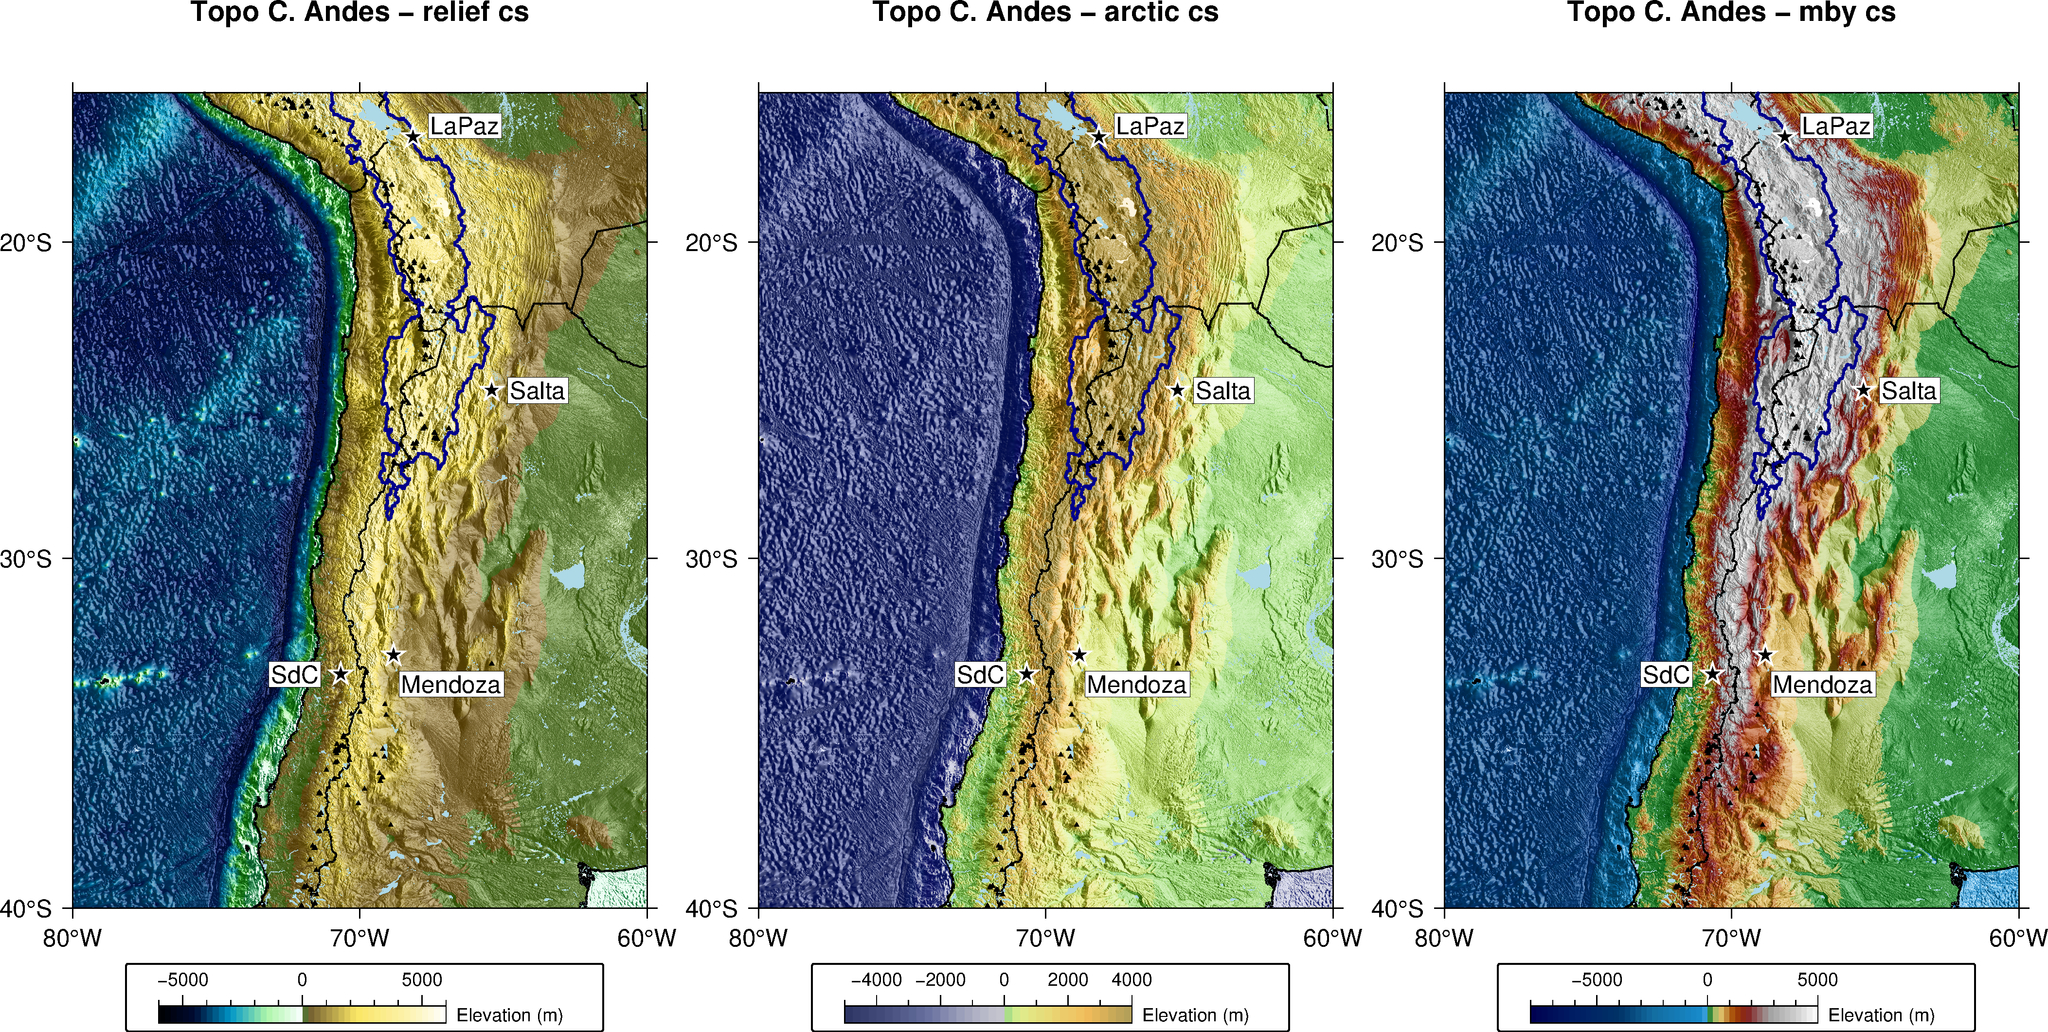 Topo C. Andes – relief cs
Topo C. Andes – arctic cs
Topo C. Andes – mby cs
LaPaz
LaPaz
LaPaz
20°S
20°S
20°S
Salta
Salta
Salta
30°S
30°S
30°S
SdC
Mendoza
SdC
Mendoza
SdC
Mendoza
40°S
40°S
40°S
80°W 70°W 60°W
80°W 70°W 60°W
80°W 70°W 60°W
−5000 0 5000
Elevation (m)
−4000 −2000 0 2000 4000
Elevation (m)
−5000 0 5000
Elevation (m)